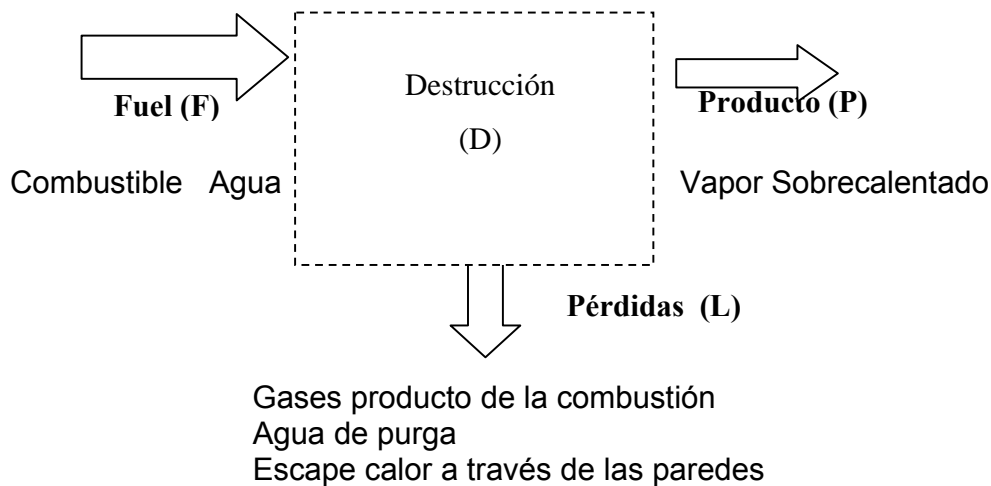 Destrucción
(D)
Fuel (F)
Producto (P)
Combustible Agua
Vapor Sobrecalentado
Pérdidas (L)
Gases producto de la combustión
Agua de purga
Escape calor a través de las paredes